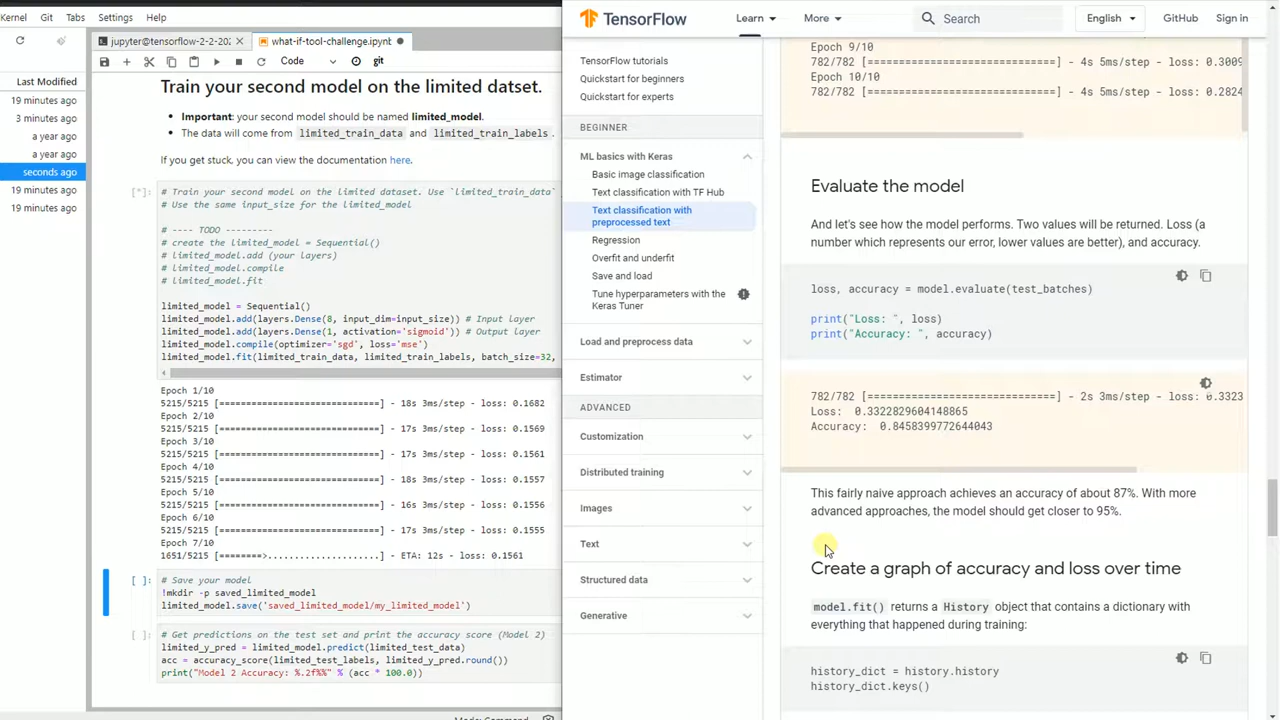 Kernel Git Tabs Settings Help
Last Modified
19 minutes ago
3 minutes ago
a year ago
a year ago
seconds ago
19 minutes ago
19 minutes ago
jupyter@tensorflow-2-2-202
what-if-tool-challenge.ipynb
Code
git
Train your second model on the limited datset.
Important: your second model should be named limited_model.
The data will come from limited_train_data and limited_train_labels .
If you get stuck, you can view the documentation here.
[*]:
# Train your second model on the limited dataset. Use `limited_train_data`
# Use the same input_size for the limited_model
# ---- TODO ---------
# create the limited_model = Sequential()
# limited_model.add (your layers)
# limited_model.compile
# limited_model.fit
limited_model = Sequential()
limited_model.add(layers.Dense(8, input_dim=input_size)) # Input layer
limited_model.add(layers.Dense(1, activation='sigmoid')) # Output layer
limited_model.compile(optimizer='sgd', loss='mse')
limited_model.fit(limited_train_data, limited_train_labels, batch_size=32,
Epoch 1/10
5215/5215 [==============================] - 18s 3ms/step - loss: 0.1682
Epoch 2/10
5215/5215 [==============================] - 17s 3ms/step - loss: 0.1569
Epoch 3/10
5215/5215 [==============================] - 17s 3ms/step - loss: 0.1561
Epoch 4/10
5215/5215 [==============================] - 18s 3ms/step - loss: 0.1557
Epoch 5/10
5215/5215 [==============================] - 16s 3ms/step - loss: 0.1556
Epoch 6/10
5215/5215 [==============================] - 17s 3ms/step - loss: 0.1555
Epoch 7/10
1651/5215 [========>.....................] - ETA: 12s - loss: 0.1561
[ ]:
# Save your model
!mkdir -p saved_limited_model
limited_model.save('saved_limited_model/my_limited_model')
[ ]:
# Get predictions on the test set and print the accuracy score (Model 2)
limited_y_pred = limited_model.predict(limited_test_data)
acc = accuracy_score(limited_test_labels, limited_y_pred.round())
print("Model 2 Accuracy: %.2f%%" % (acc * 100.0))
TensorFlow
Learn
More
Search
English
GitHub
Sign in
TensorFlow tutorials
Quickstart for beginners
Quickstart for experts
BEGINNER
ML basics with Keras
Basic image classification
Text classification with TF Hub
Text classification with
preprocessed text
Regression
Overfit and underfit
Save and load
Tune hyperparameters with the
Keras Tuner
Load and preprocess data
Estimator
ADVANCED
Customization
Distributed training
Images
Text
Structured data
Generative
Epoch 9/10
782/782 [==============================] - 4s 5ms/step - loss: 0.3009
Epoch 10/10
782/782 [==============================] - 4s 5ms/step - loss: 0.2824
Evaluate the model
And let's see how the model performs. Two values will be returned. Loss (a
number which represents our error, lower values are better), and accuracy.
loss, accuracy = model.evaluate(test_batches)
print("Loss: ", loss)
print("Accuracy: ", accuracy)
782/782 [==============================] - 2s 3ms/step - loss: 0.3323
Loss: 0.3322829604148865
Accuracy: 0.8458399772644043
This fairly naive approach achieves an accuracy of about 87%. With more
advanced approaches, the model should get closer to 95%.
Create a graph of accuracy and loss over time
model.fit() returns a History object that contains a dictionary with
everything that happened during training:
history_dict = history.history
history_dict.keys()